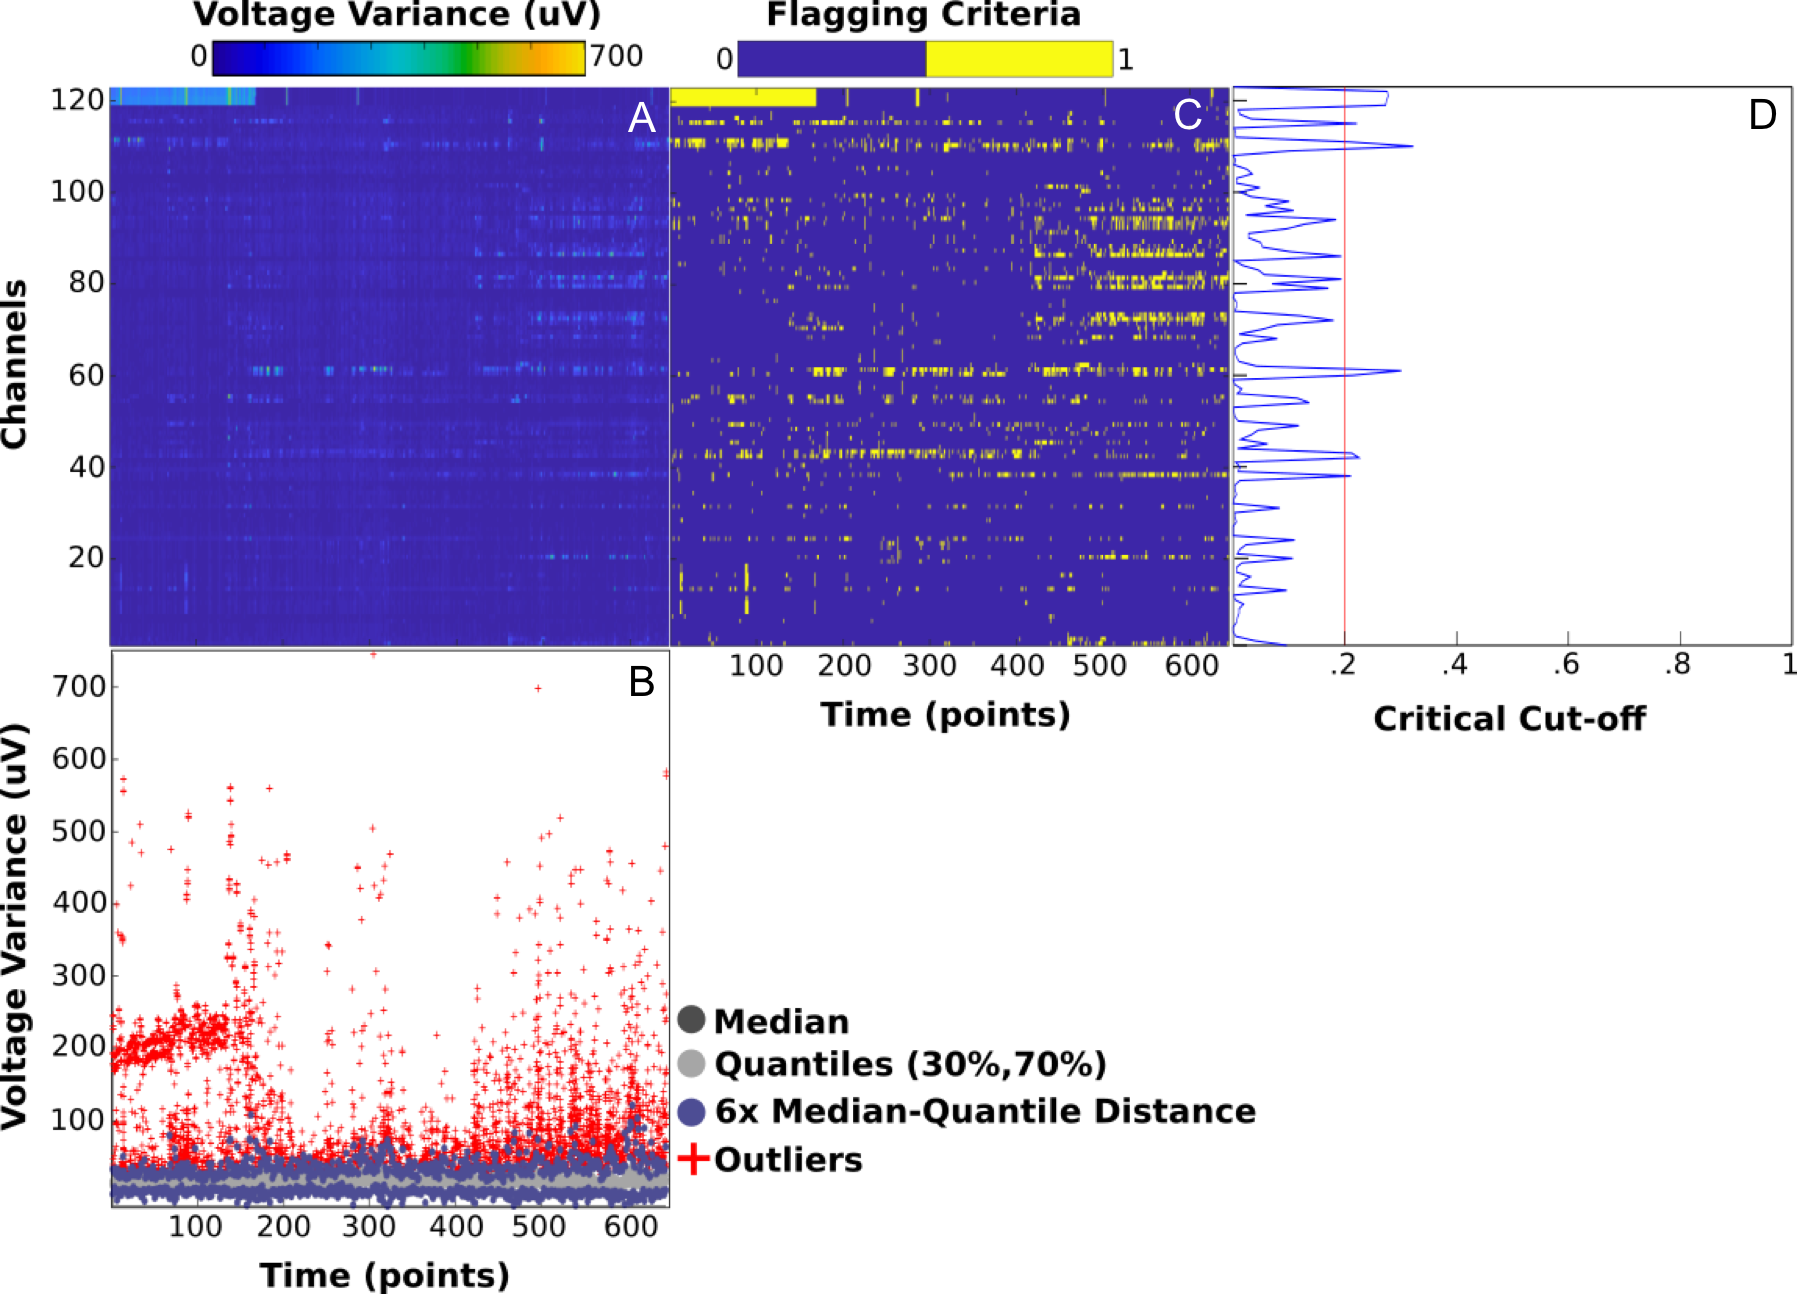 Voltage Variance (uV)
0 700
Flagging Criteria
0 1
Channels
120
100
80
60
40
20
A
C
D
100 200 300 400 500 600
Time (points)
.2 .4 .6 .8 1
Critical Cut-off
Voltage Variance (uV)
700
600
500
400
300
200
100
B
100 200 300 400 500 600
Time (points)
Median
Quantiles (30%,70%)
6x Median-Quantile Distance
Outliers